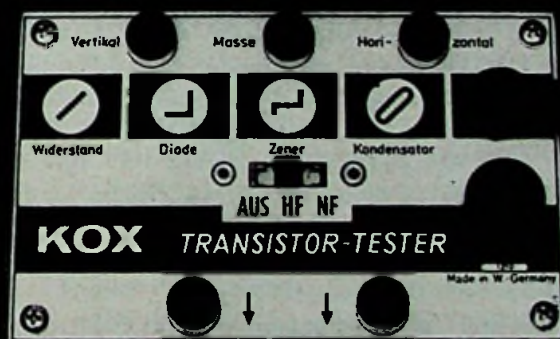 Vertikal Masse Hori- zontal
Widerstand Diode Zener Kondensator
AUS HF NF
KOX TRANSISTOR-TESTER
Made in W.-Germany